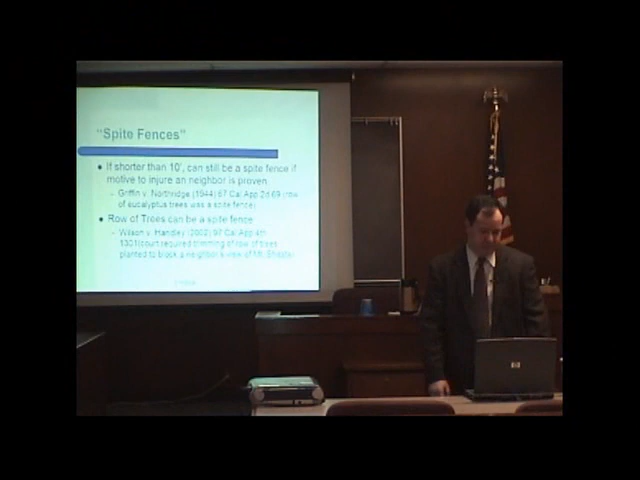 "Spite Fences"
If shorter than 10', can still be a spite fence if
motive to injure an neighbor is proven.
Griffin v. Northridge (1944) 67 Cal App 2d 69 (row
of eucalyptus trees was a spite fence)
Row of Trees can be a spite fence
Wilson v. Handley (2002) 97 Cal App 4th
1301(court required trimming of row of trees
planted to block a neighbor's view of Mt. Shasta)
hp